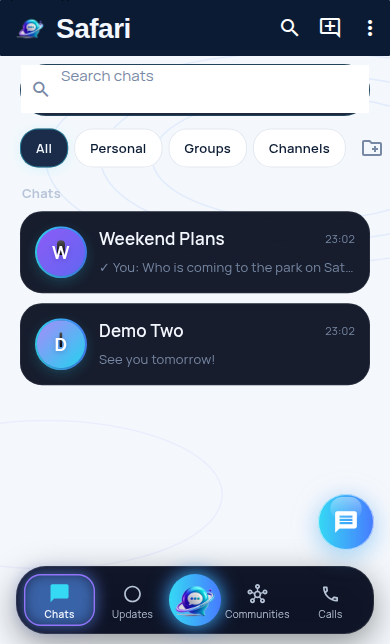 Safari
Search chats
All Personal Groups Channels
Chats
W Weekend Plans 23:02
✓ You: Who is coming to the park on Sat...
D Demo Two 23:02
See you tomorrow!
Chats Updates Communities Calls